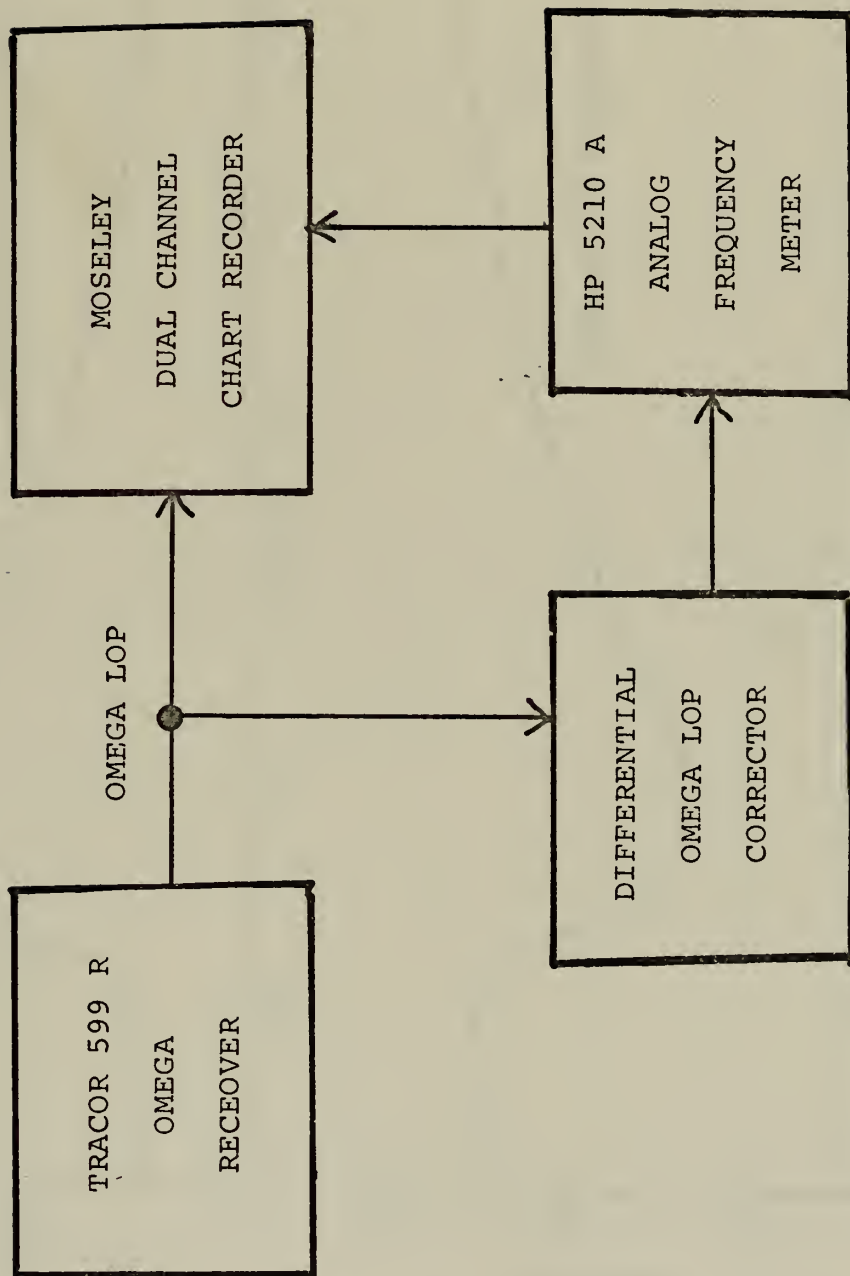 TRACOR 599 R
OMEGA
RECEOVER
OMEGA LOP
MOSELEY
DUAL CHANNEL
CHART RECORDER
DIFFERENTIAL
OMEGA LOP
CORRECTOR
HP 5210 A
ANALOG
FREQUENCY
METER